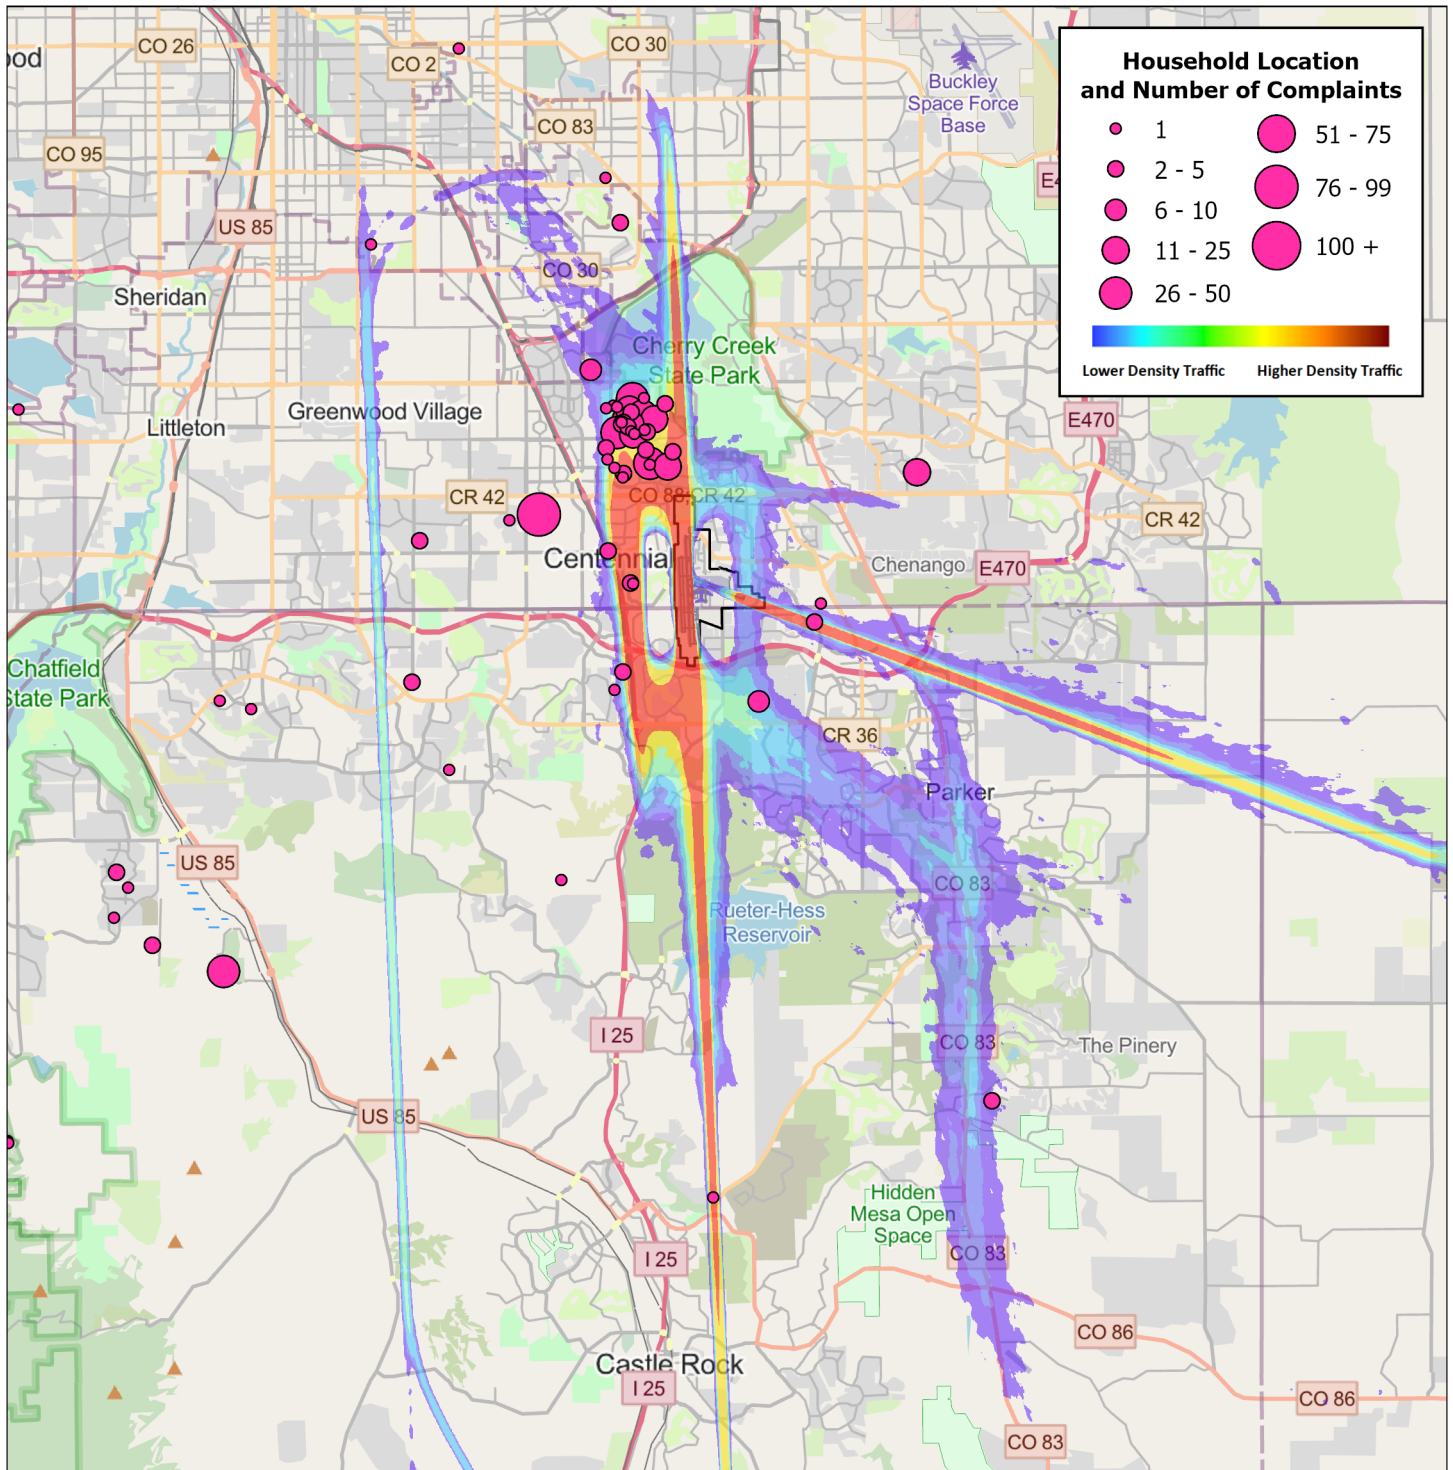 CO 26
CO 30
ood
CO 2
Buckley
Space Force
Base
CO 83
CO 95
E4
US 85
CO 30
Sheridan
Cherry Creek
State Park
Greenwood Village
Littleton
E470
CR 42
CO 88;CR 42
CR 42
Centennial
Chenango
E470
Chatfield
State Park
CR 36
Parker
US 85
CO 83
Rueter-Hess
Reservoir
I 25
CO 83
The Pinery
US 85
Hidden
Mesa Open
Space
CO 83
I 25
CO 86
Castle Rock
I 25
CO 86
CO 83
Household Location
and Number of Complaints
1
2 - 5
6 - 10
11 - 25
26 - 50
51 - 75
76 - 99
100 +
Lower Density Traffic
Higher Density Traffic